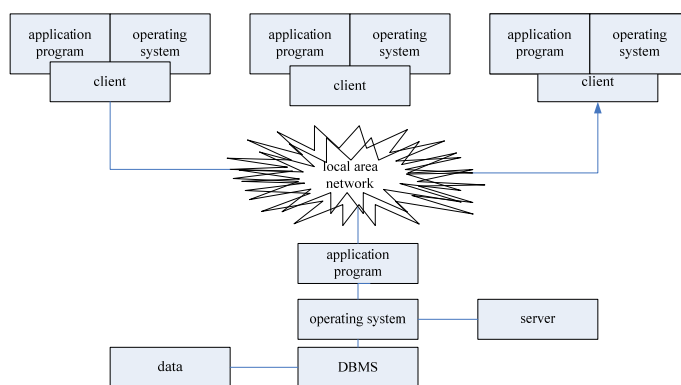 application program
operating system
application program
operating system
application program
operating system
client
client
client
local area network
application program
operating system
server
data
DBMS